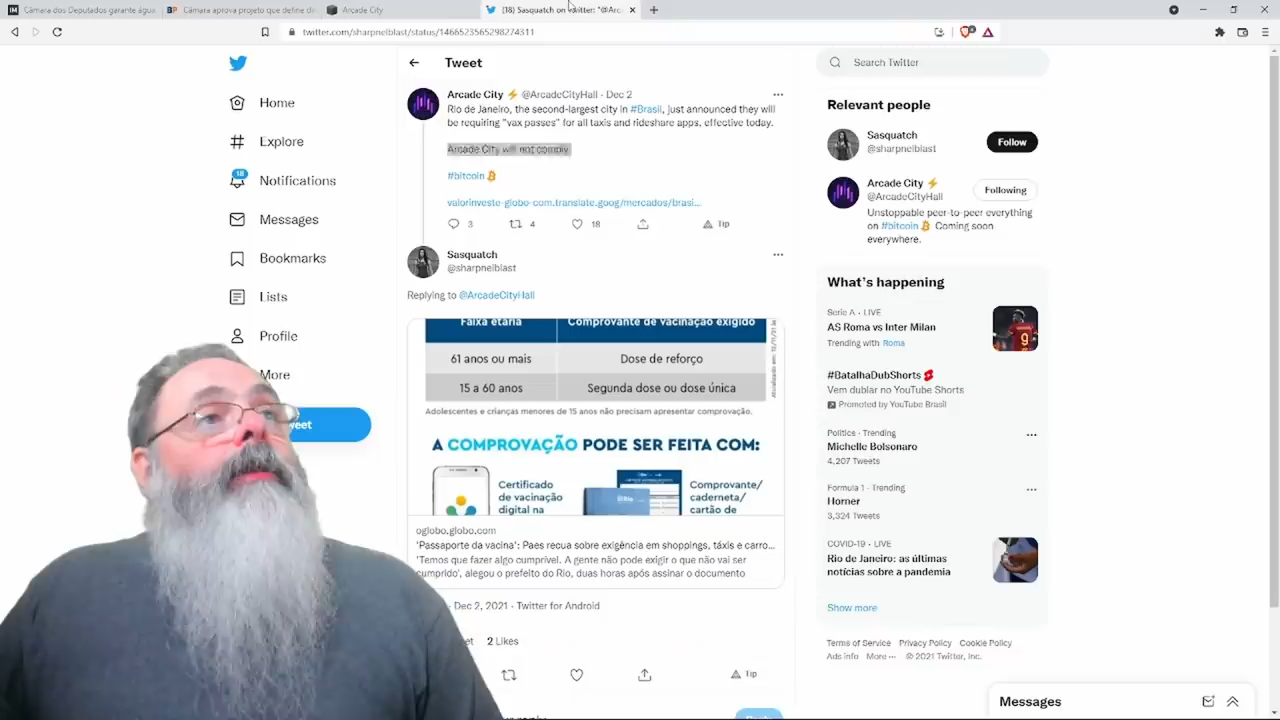 Câmara dos Deputados garante água
Câmara aprova projeto que define di
Arcade City
(18) Sasquatch on Twitter: "@Arc
twitter.com/sharpnelblast/status/1466523565298274311
Tweet
Search Twitter
Home
Explore
18
Notifications
Messages
Bookmarks
Lists
Profile
More
eet
Arcade City ⚡ @ArcadeCityHall · Dec 2
Rio de Janeiro, the second-largest city in #Brasil, just announced they will
be requiring "vax passes" for all taxis and rideshare apps, effective today.
Arcade City will not comply
#bitcoin
valorinveste-globo-com.translate.goog/mercados/brasi...
3 4 18 Tip
Sasquatch
@sharpnelblast
Replying to @ArcadeCityHall
Faixa etária Comprovante de vacinação exigido
61 anos ou mais Dose de reforço
15 a 60 anos Segunda dose ou dose única
Adolescentes e crianças menores de 15 anos não precisam apresentar comprovação.
A COMPROVAÇÃO PODE SER FEITA COM:
Certificado
de vacinação
digital na
Comprovante/
caderneta/
cartão de
oglobo.globo.com
'Passaporte da vacina': Paes recua sobre exigência em shoppings, táxis e carro...
'Temos que fazer algo cumprível. A gente não pode exigir o que não vai ser
cumprido', alegou o prefeito do Rio, duas horas após assinar o documento
Dec 2, 2021 · Twitter for Android
et 2 Likes
Tip
Relevant people
Sasquatch
@sharpnelblast
Follow
Arcade City ⚡
@ArcadeCityHall
Following
Unstoppable peer-to-peer everything
on #bitcoin Coming soon
everywhere.
What's happening
Serie A · LIVE
AS Roma vs Inter Milan
Trending with Roma
#BatalhaDubShorts
Vem dublar no YouTube Shorts
Promoted by YouTube Brasil
Politics · Trending
Michelle Bolsonaro
4,207 Tweets
Formula 1 · Trending
Horner
3,324 Tweets
COVID-19 · LIVE
Rio de Janeiro: as últimas
notícias sobre a pandemia
Show more
Terms of Service Privacy Policy Cookie Policy
Ads info More ··· © 2021 Twitter, Inc.
Messages